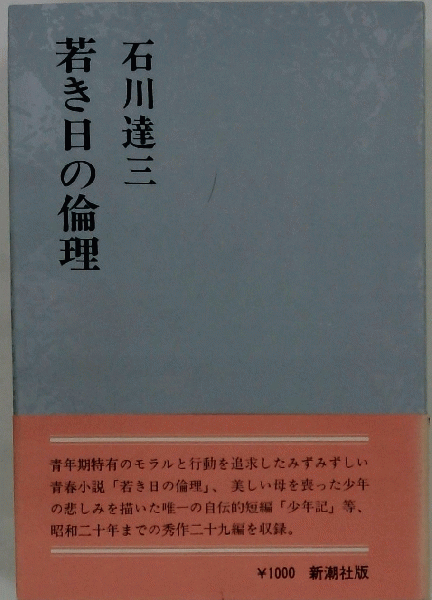 石川達三
若き日の倫理
青年期特有のモラルと行動を追求したみずみずしい
青春小説「若き日の倫理」、美しい母を喪った少年
の悲しみを描いた唯一の自伝的短編「少年記」等、
昭和二十年までの秀作二十九編を収録。
¥1000 新潮社版